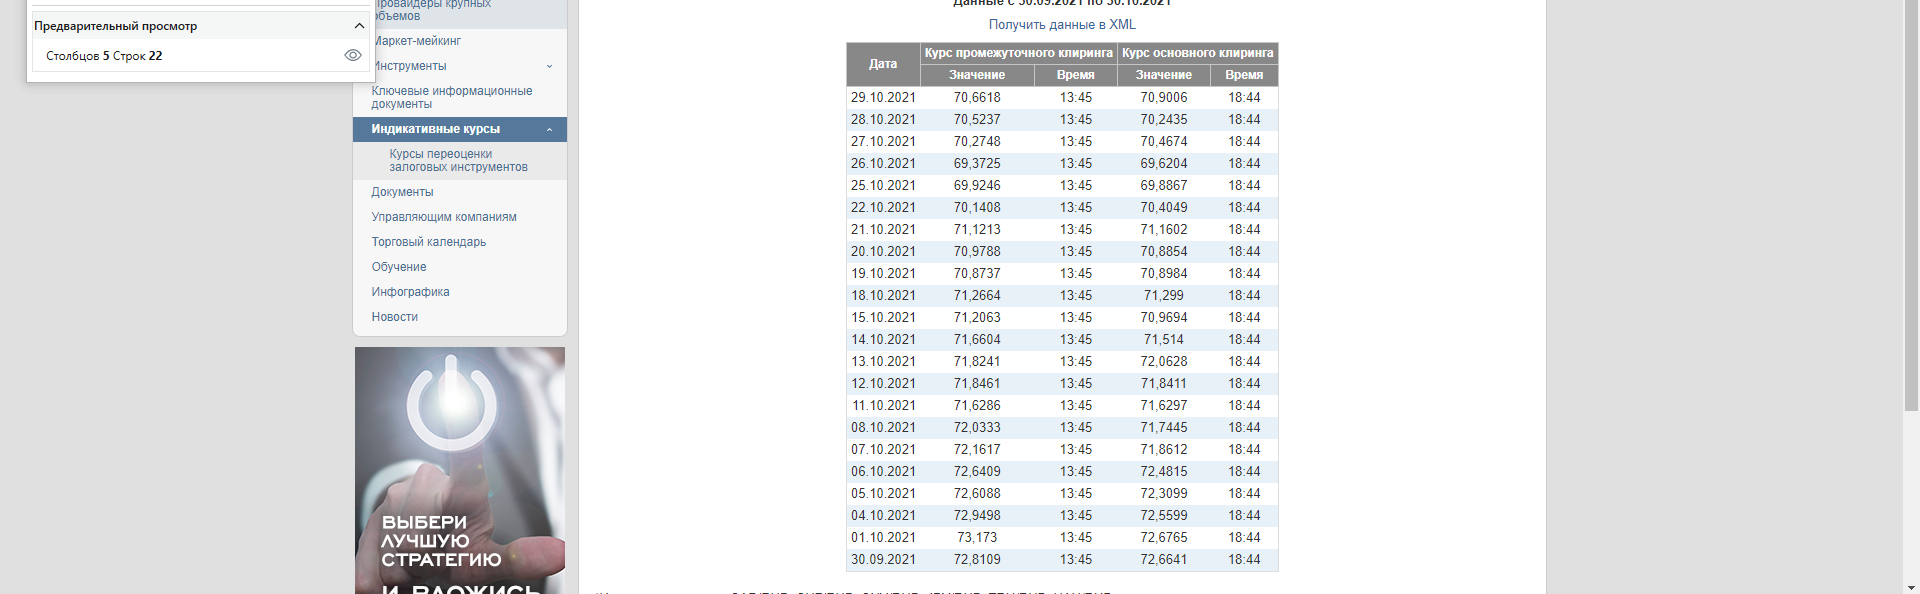 Предварительный просмотр
Столбцов 5 Строк 22
Провайдеры крупных
объемов
Маркет-мейкинг
Инструменты
Ключевые информационные
документы
Индикативные курсы
Курсы переоценки
залоговых инструментов
Документы
Управляющим компаниям
Торговый календарь
Обучение
Инфографика
Новости
ВЫБЕРИ
ЛУЧШУЮ
СТРАТЕГИЮ
И ВЛОЖИСЬ
Данные с 30.09.2021 по 30.10.2021
Получить данные в XML
Дата Курс промежуточного клиринга Курс основного клиринга
Значение Время Значение Время
29.10.2021 70,6618 13:45 70,9006 18:44
28.10.2021 70,5237 13:45 70,2435 18:44
27.10.2021 70,2748 13:45 70,4674 18:44
26.10.2021 69,3725 13:45 69,6204 18:44
25.10.2021 69,9246 13:45 69,8867 18:44
22.10.2021 70,1408 13:45 70,4049 18:44
21.10.2021 71,1213 13:45 71,1602 18:44
20.10.2021 70,9788 13:45 70,8854 18:44
19.10.2021 70,8737 13:45 70,8984 18:44
18.10.2021 71,2664 13:45 71,299 18:44
15.10.2021 71,2063 13:45 70,9694 18:44
14.10.2021 71,6604 13:45 71,514 18:44
13.10.2021 71,8241 13:45 72,0628 18:44
12.10.2021 71,8461 13:45 71,8411 18:44
11.10.2021 71,6286 13:45 71,6297 18:44
08.10.2021 72,0333 13:45 71,7445 18:44
07.10.2021 72,1617 13:45 71,8612 18:44
06.10.2021 72,6409 13:45 72,4815 18:44
05.10.2021 72,6088 13:45 72,3099 18:44
04.10.2021 72,9498 13:45 72,5599 18:44
01.10.2021 73,173 13:45 72,6765 18:44
30.09.2021 72,8109 13:45 72,6641 18:44